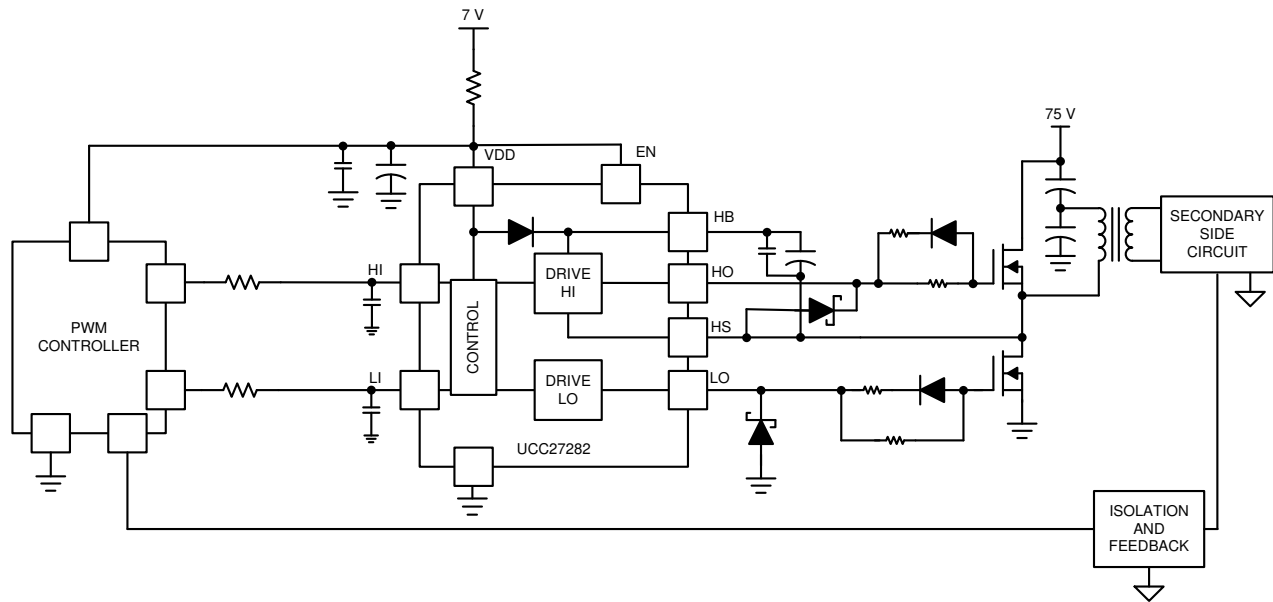 7 V
75 V
VDD
EN
HB
SECONDARY
SIDE
CIRCUIT
HI
DRIVE
HI
HO
PWM
CONTROLLER
CONTROL
HS
LI
DRIVE
LO
LO
UCC27282
ISOLATION
AND
FEEDBACK